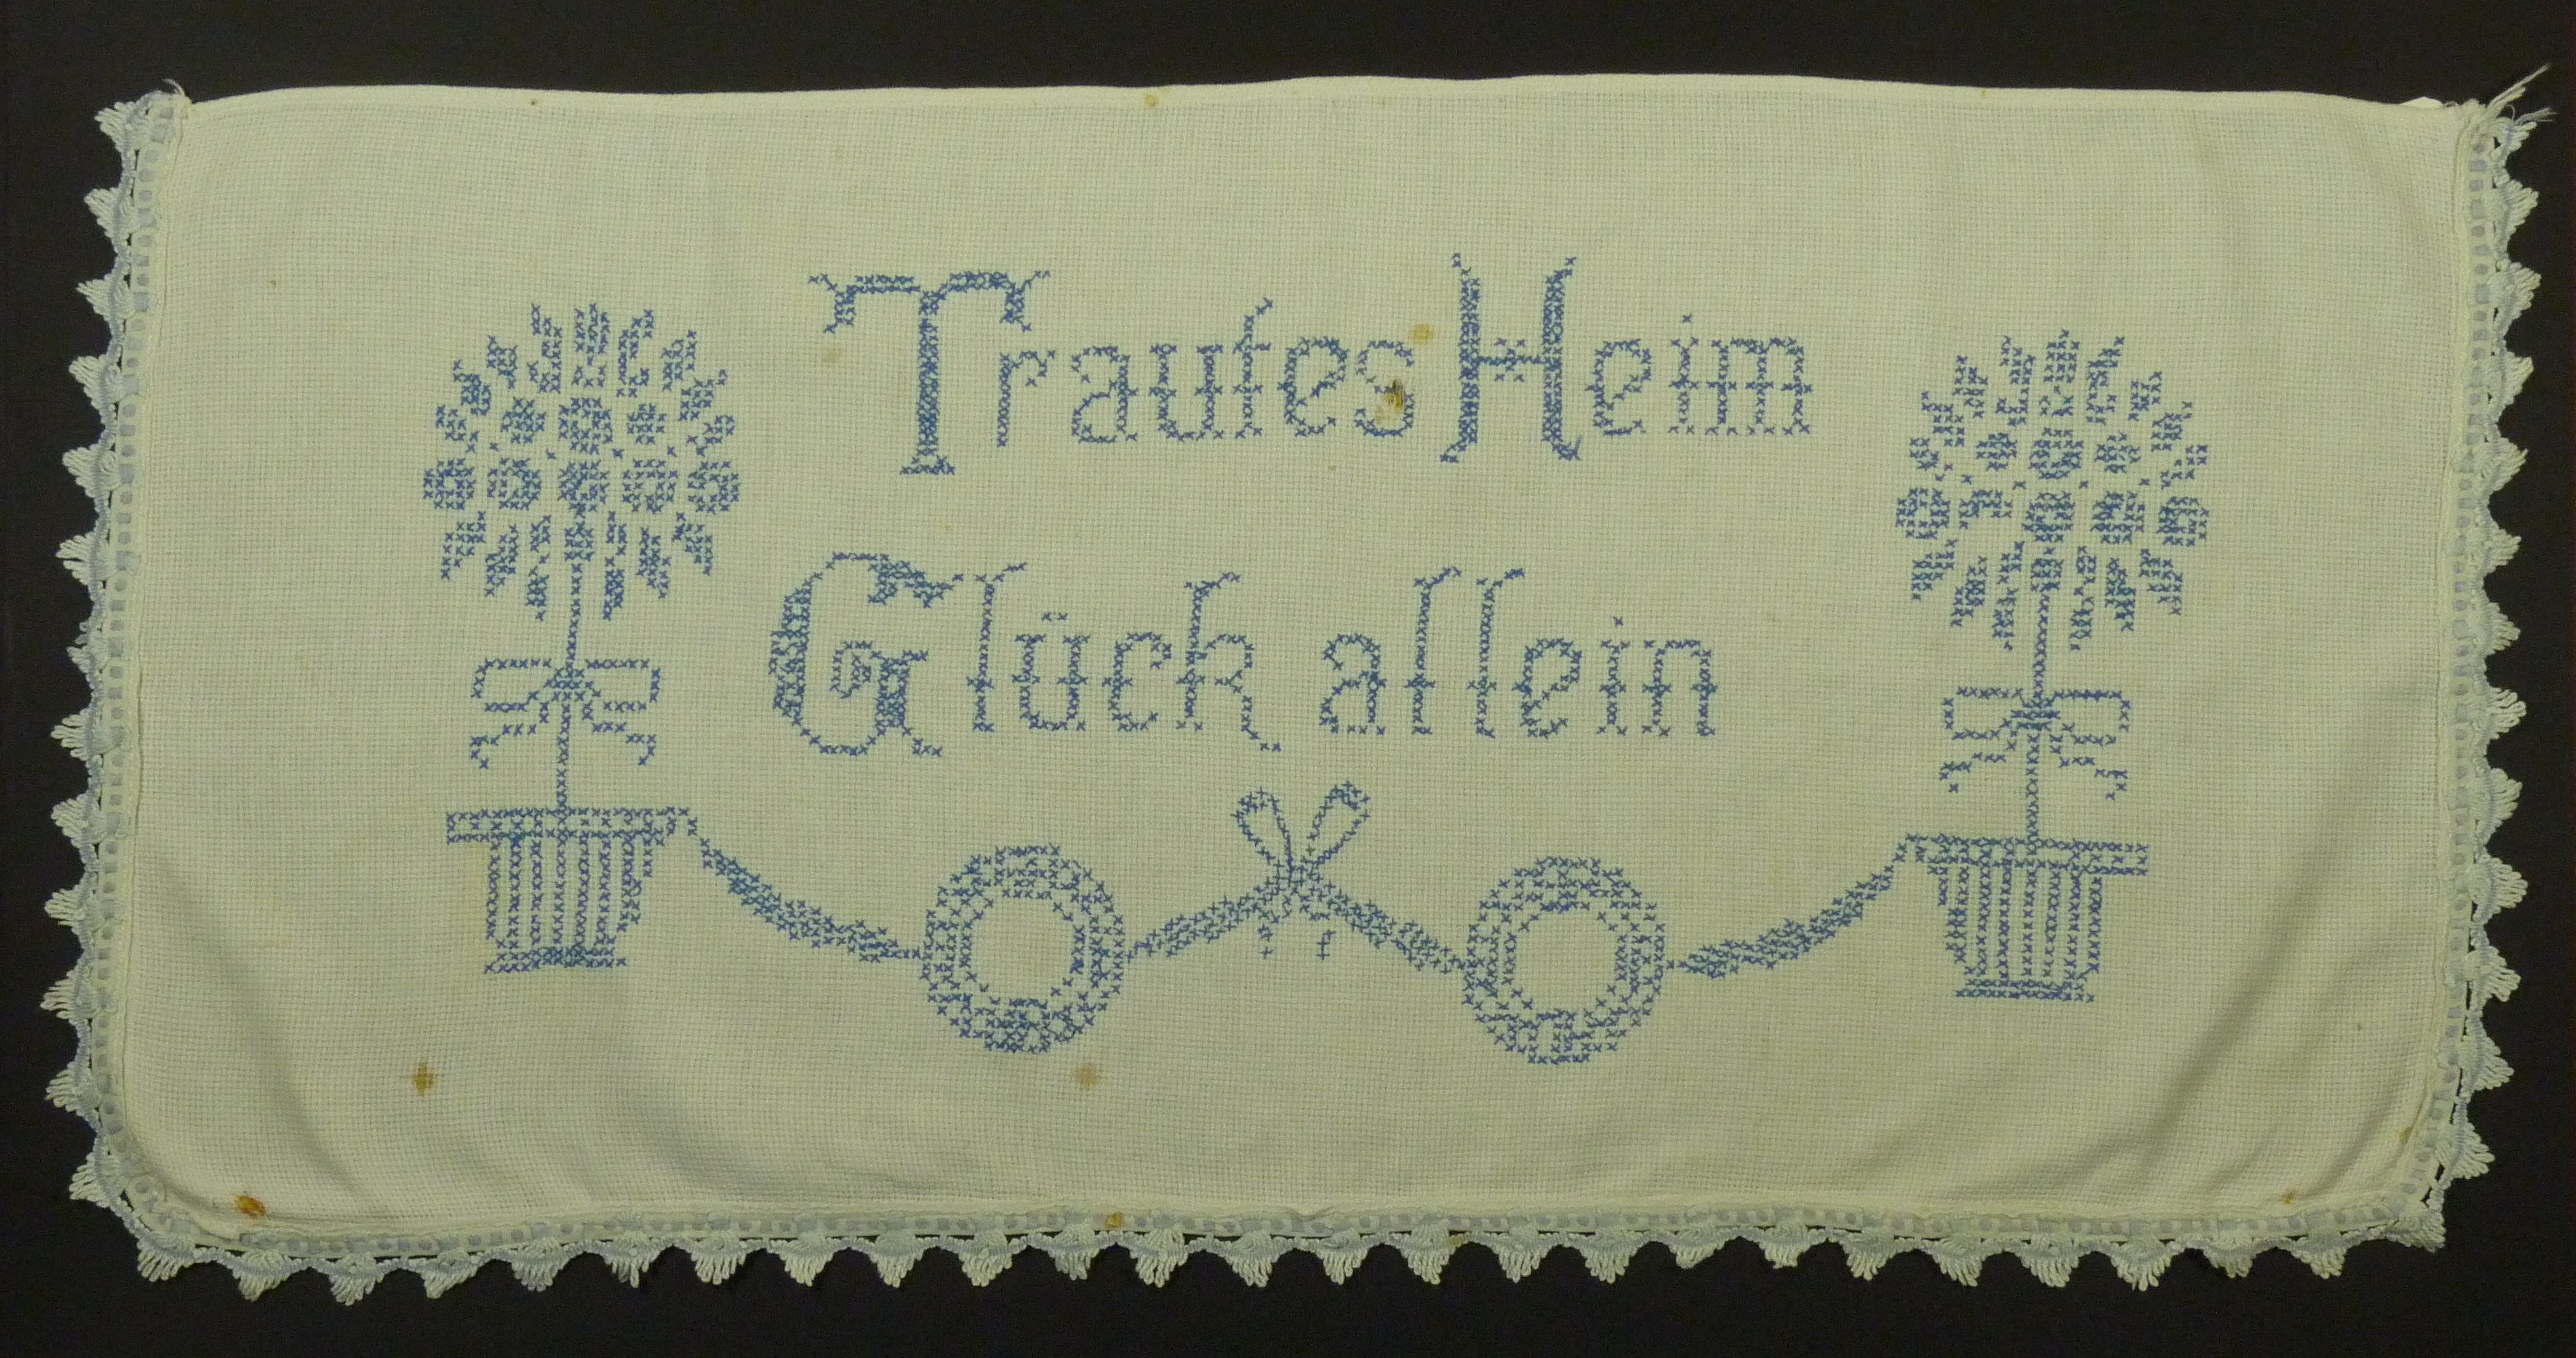 Trautes Heim
Glück allein